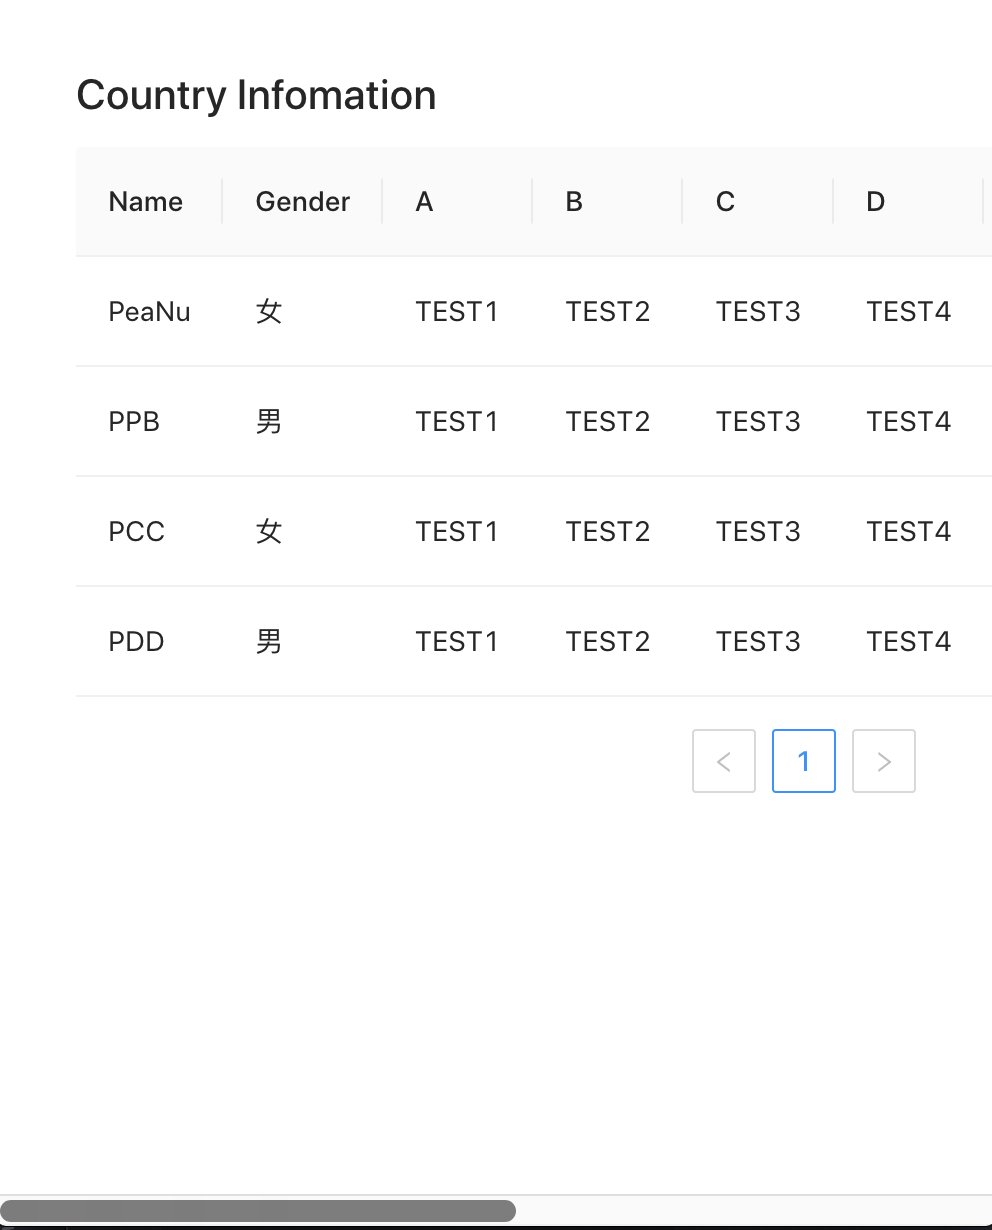 Country Infomation
Name Gender A B C D
PeaNu 女 TEST1 TEST2 TEST3 TEST4
PPB 男 TEST1 TEST2 TEST3 TEST4
PCC 女 TEST1 TEST2 TEST3 TEST4
PDD 男 TEST1 TEST2 TEST3 TEST4
1